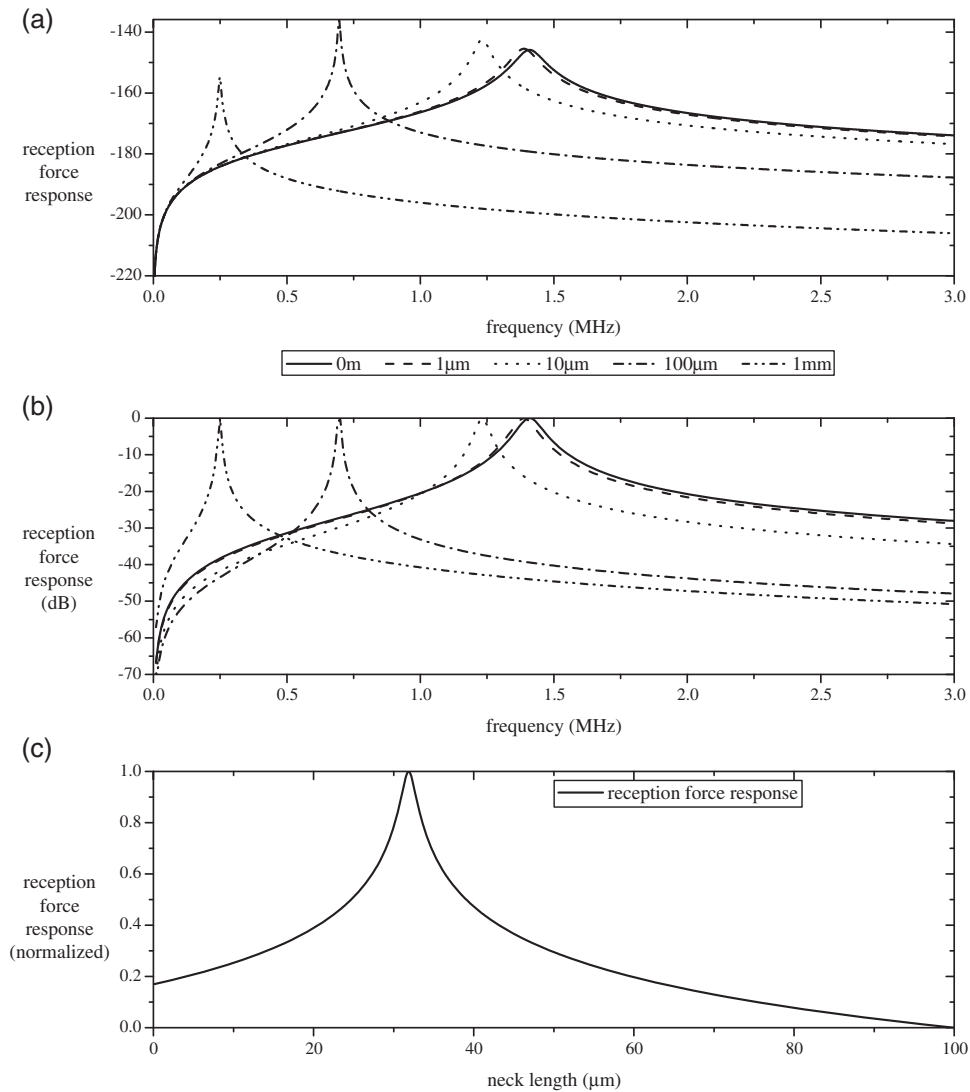 (a)
-136
-160
-180
-200
-220
reception
force
response
0.0 0.5 1.0 1.5 2.0 2.5 3.0
frequency (MHz)
0m 1μm 10μm 100μm 1mm
(b)
0
-10
-20
-30
-40
-50
-60
-70
reception
force
response
(dB)
0.0 0.5 1.0 1.5 2.0 2.5 3.0
frequency (MHz)
(c)
1.0
0.8
0.6
0.4
0.2
0.0
reception force response
reception
force
response
(normalized)
0 20 40 60 80 100
neck length (μm)